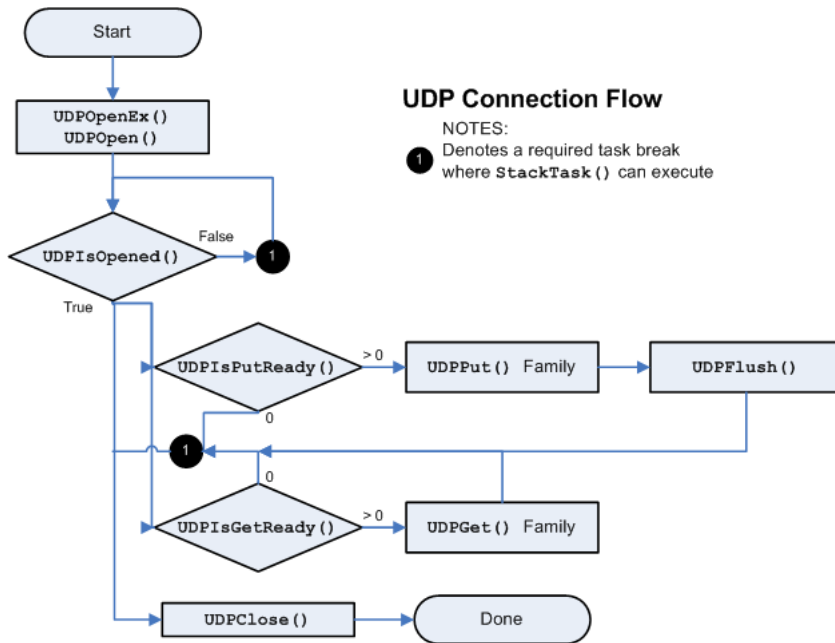 Start
UDPOpenEx()
UDPOpen()
UDP Connection Flow
NOTES:
1 Denotes a required task break
where StackTask() can execute
UDPIsOpened()
False
1
True
UDPIsPutReady()
> 0
UDPPut() Family
UDPFlush()
0
1
0
UDPIsGetReady()
> 0
UDPGet() Family
UDPClose()
Done